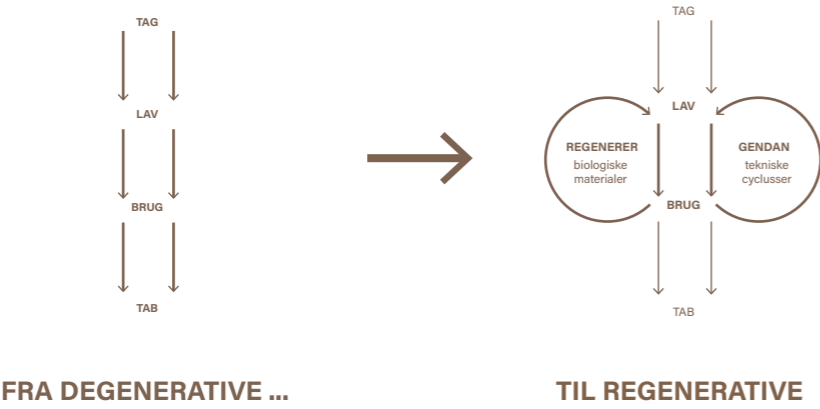 TAG
LAV
BRUG
TAB
FRA DEGENERATIVE ...
TAG
LAV
REGENERER
biologiske
materialer
GENDAN
tekniske
cyclusser
BRUG
TAB
TIL REGENERATIVE